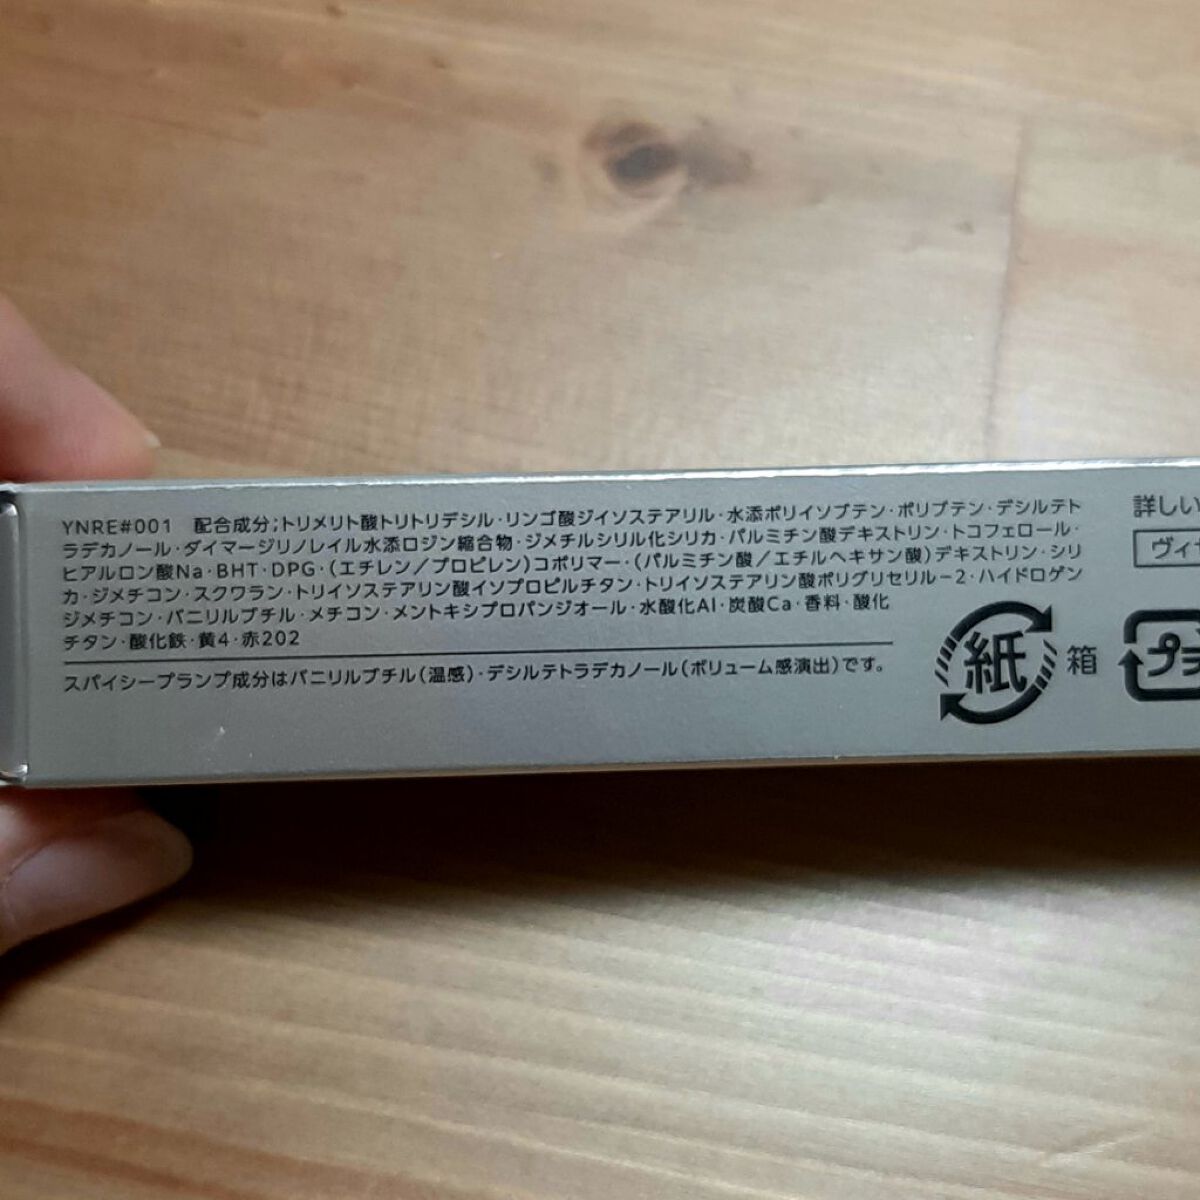 YNRE#001 配合成分;トリメリト酸トリトリデシル・リンゴ酸ジイソステアリル・水添ポリイソブテン・ポリブテン・デシルテト
ラデカノール・ダイマージリノレイル水添ロジン縮合物・ジメチルシリル化シリカ・パルミチン酸デキストリン・トコフェロール・
ヒアルロン酸Na・BHT・DPG・(エチレン/プロピレン)コポリマー・(パルミチン酸/エチルヘキサン酸)デキストリン・シリ
カ・ジメチコン・スクワラン・トリイソステアリン酸イソプロピルチタン・トリイソステアリン酸ポリグリセリル-2・ハイドロゲン
ジメチコン・バニリルブチル・メチコン・メントキシプロパンジオール・水酸化Al・炭酸Ca・香料・酸化
チタン・酸化鉄・黄4・赤202
スパイシープランプ成分はバニリルブチル(温感)・デシルテトラデカノール(ボリューム感演出)です。
紙 箱
プラ
詳しい
ヴィセ